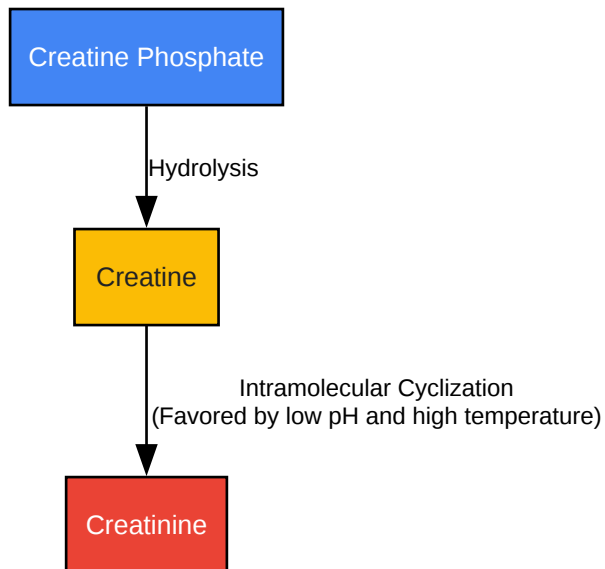 Creatine Phosphate
Hydrolysis
Creatine
Intramolecular Cyclization
(Favored by low pH and high temperature)
Creatinine